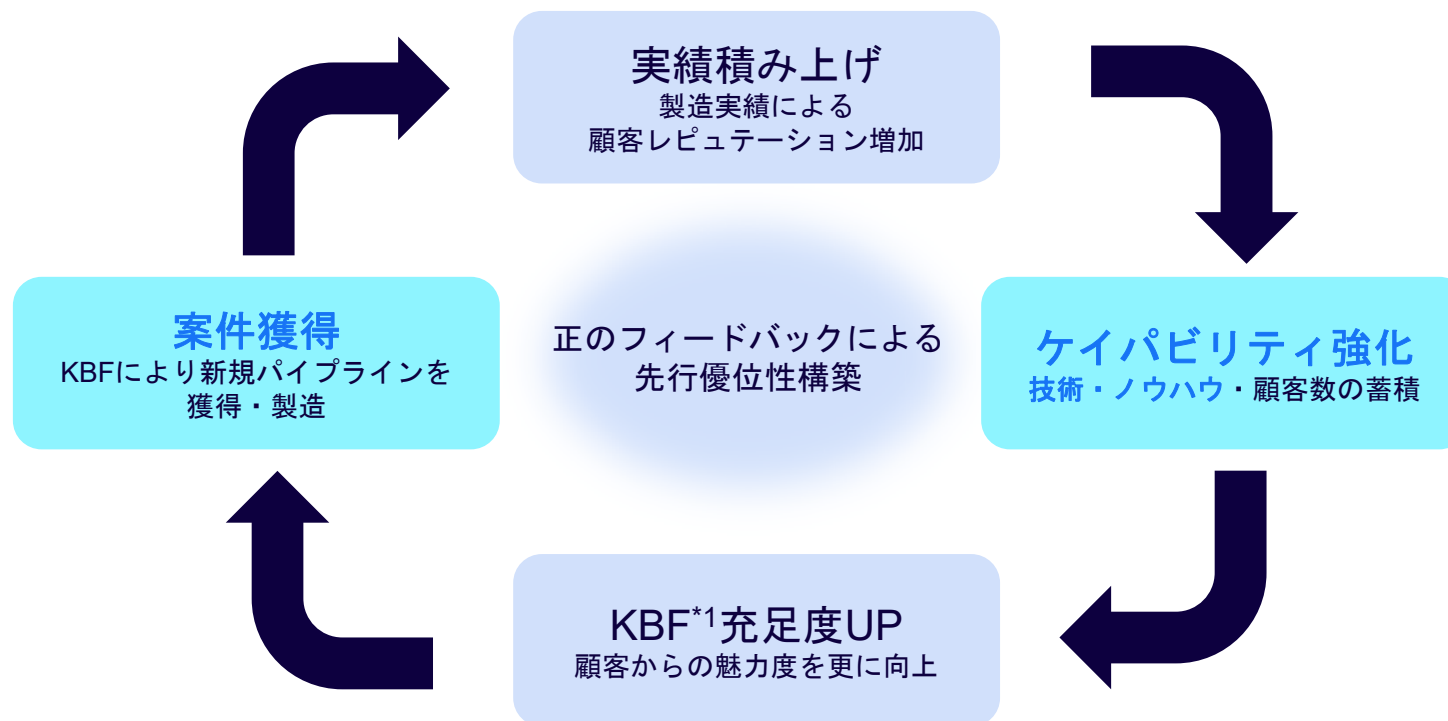 実績積み上げ
製造実績による
顧客レピュテーション増加
案件獲得
KBFにより新規パイプラインを
獲得・製造
正のフィードバックによる
先行優位性構築
ケイパビリティ強化
技術・ノウハウ・顧客数の蓄積
KBF*1充足度UP
顧客からの魅力度を更に向上